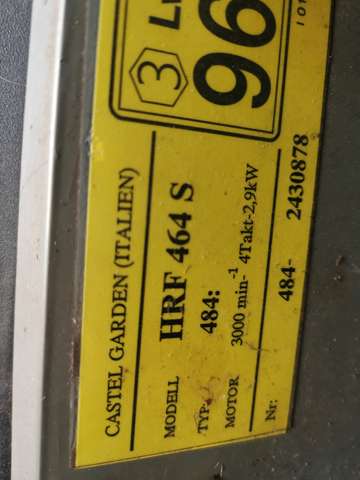 3
96
CASTEL GARDEN (ITALIEN)
MODELL HRF 464 S
TYP: 484:
MOTOR 3000 min-1 4Takt-2,9kW
Nr: 484- 2430878